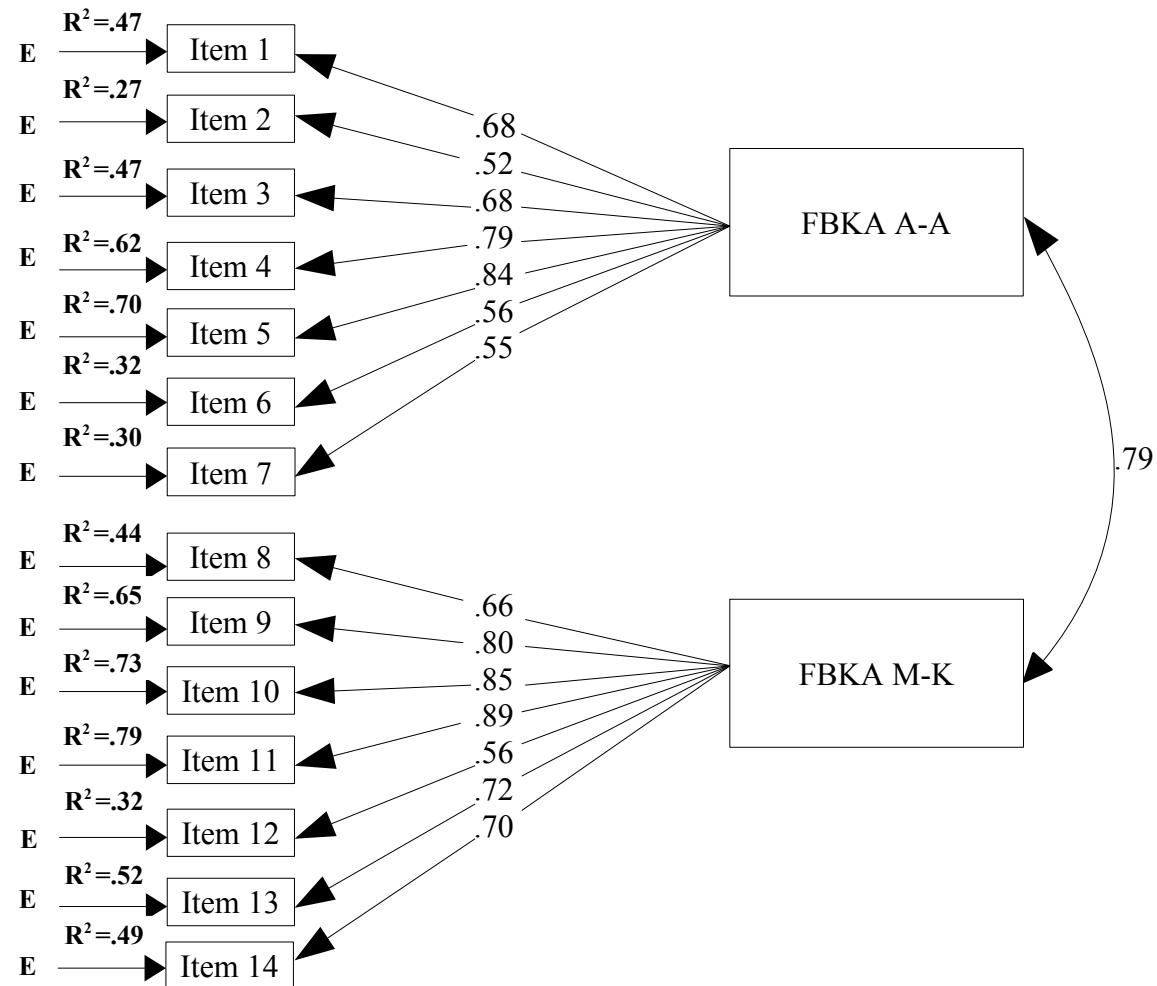 R²=.47
E Item 1
R²=.27
E Item 2
R²=.47
E Item 3
R²=.62
E Item 4
R²=.70
E Item 5
R²=.32
E Item 6
R²=.30
E Item 7
.68
.52
.68
.79
.84
.56
.55
FBKA A-A
.79
R²=.44
E Item 8
R²=.65
E Item 9
R²=.73
E Item 10
R²=.79
E Item 11
R²=.32
E Item 12
R²=.52
E Item 13
R²=.49
E Item 14
.66
.80
.85
.89
.56
.72
.70
FBKA M-K